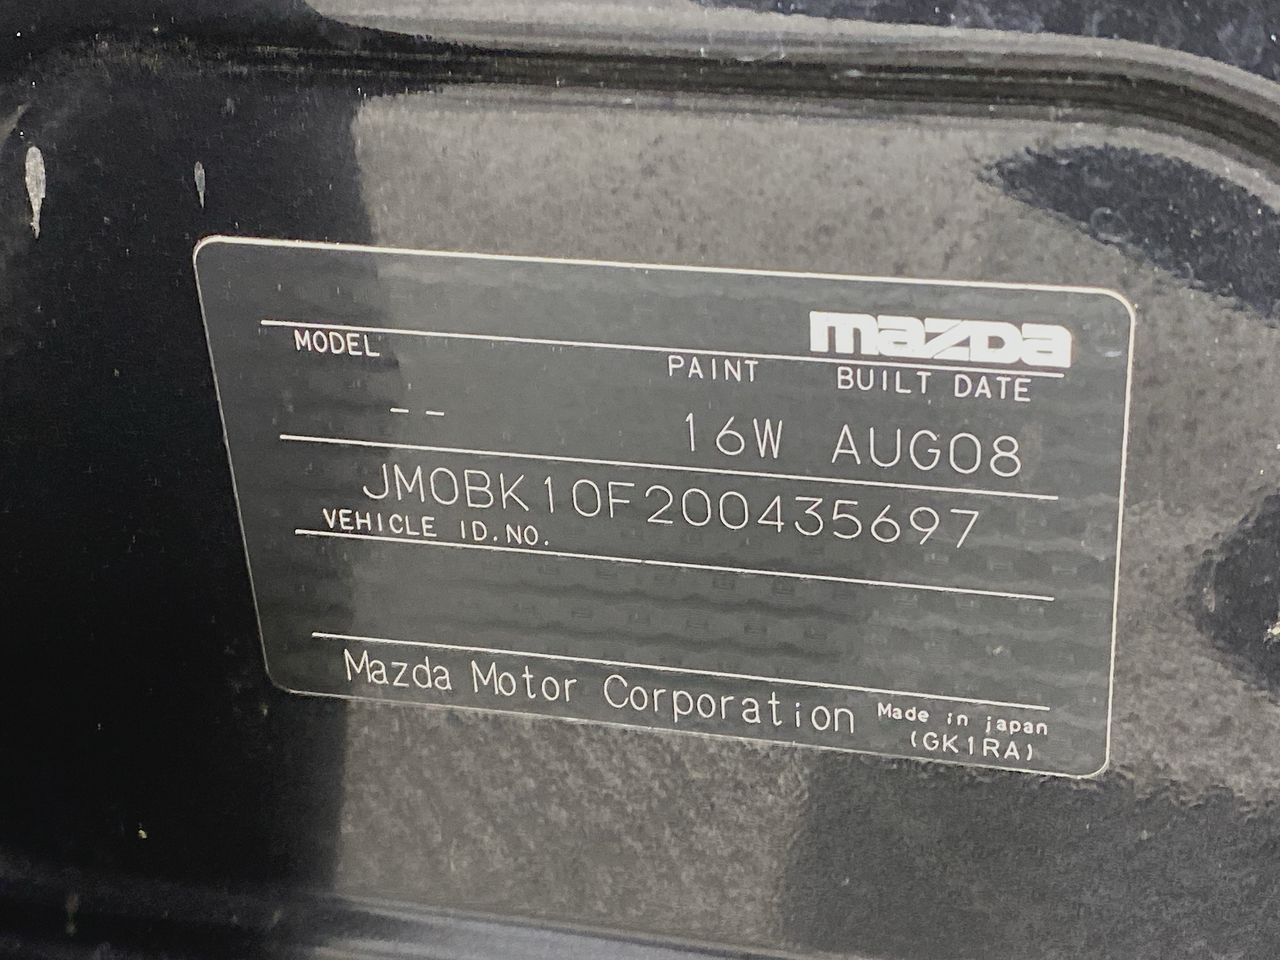 mazda
MODEL PAINT BUILT DATE
-- 16W AUG08
JM0BK10F200435697
VEHICLE ID.NO.
Mazda Motor Corporation Made in japan
(GK1RA)